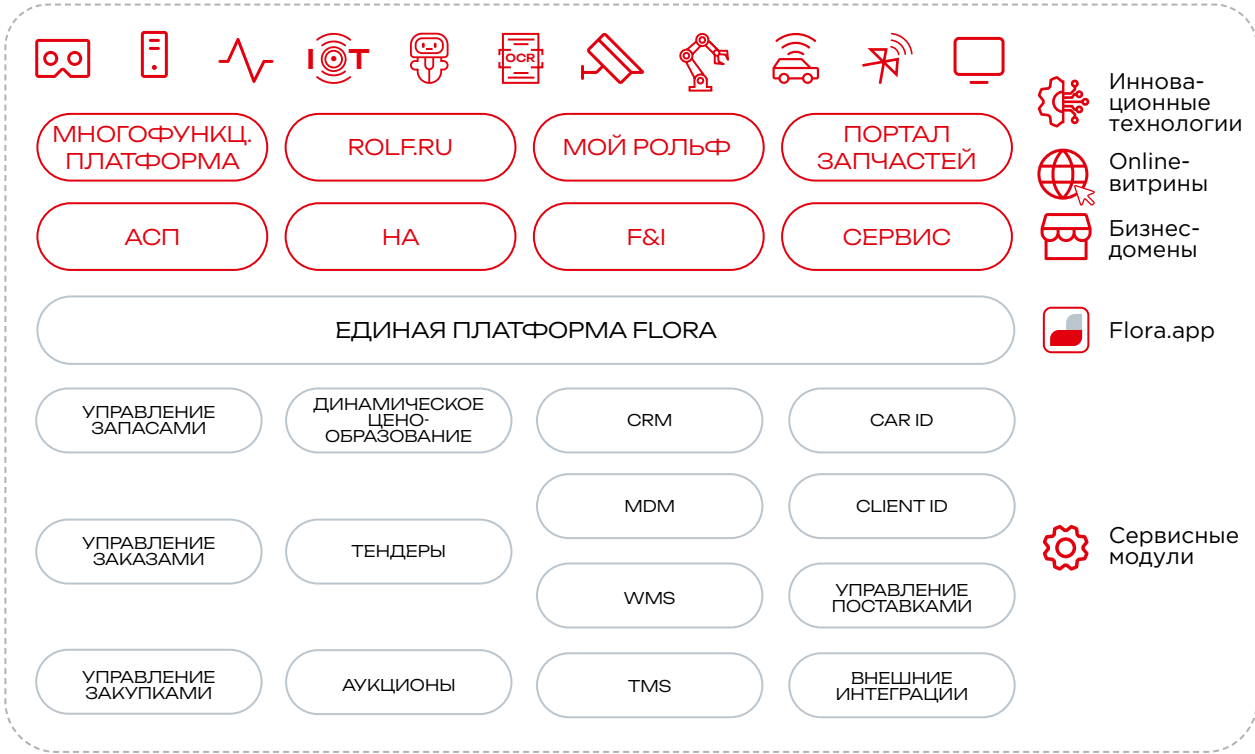 IOT
OCR
Иннова-
ционные
технологии
МНОГОФУНКЦ.
ПЛАТФОРМА
ROLF.RU
МОЙ РОЛЬФ
ПОРТАЛ
ЗАПЧАСТЕЙ
Online-
витрины
АСП
НА
F&I
СЕРВИС
Бизнес-
домены
ЕДИНАЯ ПЛАТФОРМА FLORA
Flora.app
УПРАВЛЕНИЕ
ЗАПАСАМИ
ДИНАМИЧЕСКОЕ
ЦЕНО-
ОБРАЗОВАНИЕ
CRM
CAR ID
MDM
CLIENT ID
УПРАВЛЕНИЕ
ЗАКАЗАМИ
ТЕНДЕРЫ
Сервисные
модули
WMS
УПРАВЛЕНИЕ
ПОСТАВКАМИ
УПРАВЛЕНИЕ
ЗАКУПКАМИ
АУКЦИОНЫ
TMS
ВНЕШНИЕ
ИНТЕГРАЦИИ